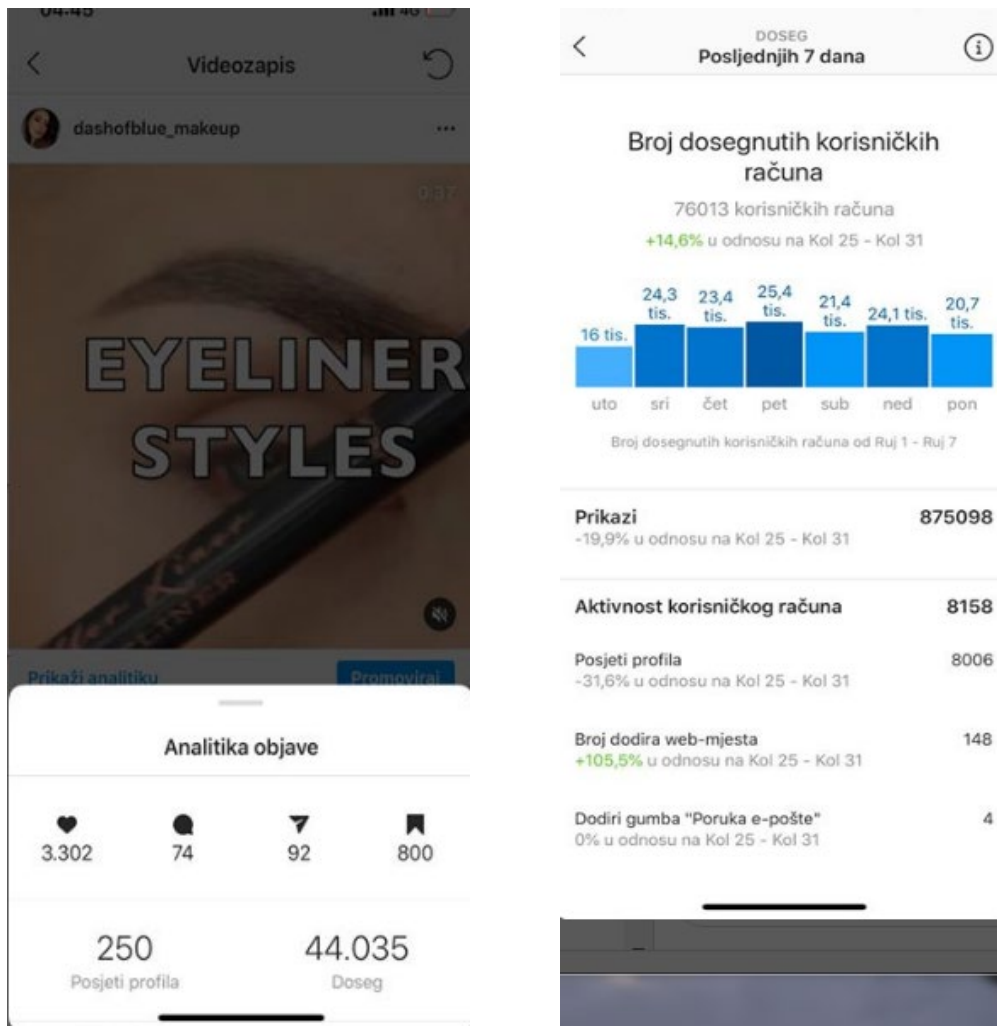 04:45
4G
Videozapis
dashofblue_makeup
0:37
EYELINER
STYLES
Prikaži analitiku
Promoviraj
Analitika objave
3.302
74
92
800
250
44.035
Posjeti profila
Doseg
DOSEG
Posljednjih 7 dana
Broj dosegnutih korisničkih
računa
76013 korisničkih računa
+14,6% u odnosu na Kol 25 - Kol 31
16 tis.
24,3 tis.
23,4 tis.
25,4 tis.
21,4 tis.
24,1 tis.
20,7 tis.
uto sri čet pet sub ned pon
Broj dosegnutih korisničkih računa od Ruj 1 - Ruj 7
Prikazi 875098
-19,9% u odnosu na Kol 25 - Kol 31
Aktivnost korisničkog računa 8158
Posjeti profila 8006
-31,6% u odnosu na Kol 25 - Kol 31
Broj dodira web-mjesta 148
+105,5% u odnosu na Kol 25 - Kol 31
Dodiri gumba "Poruka e-pošte" 4
0% u odnosu na Kol 25 - Kol 31